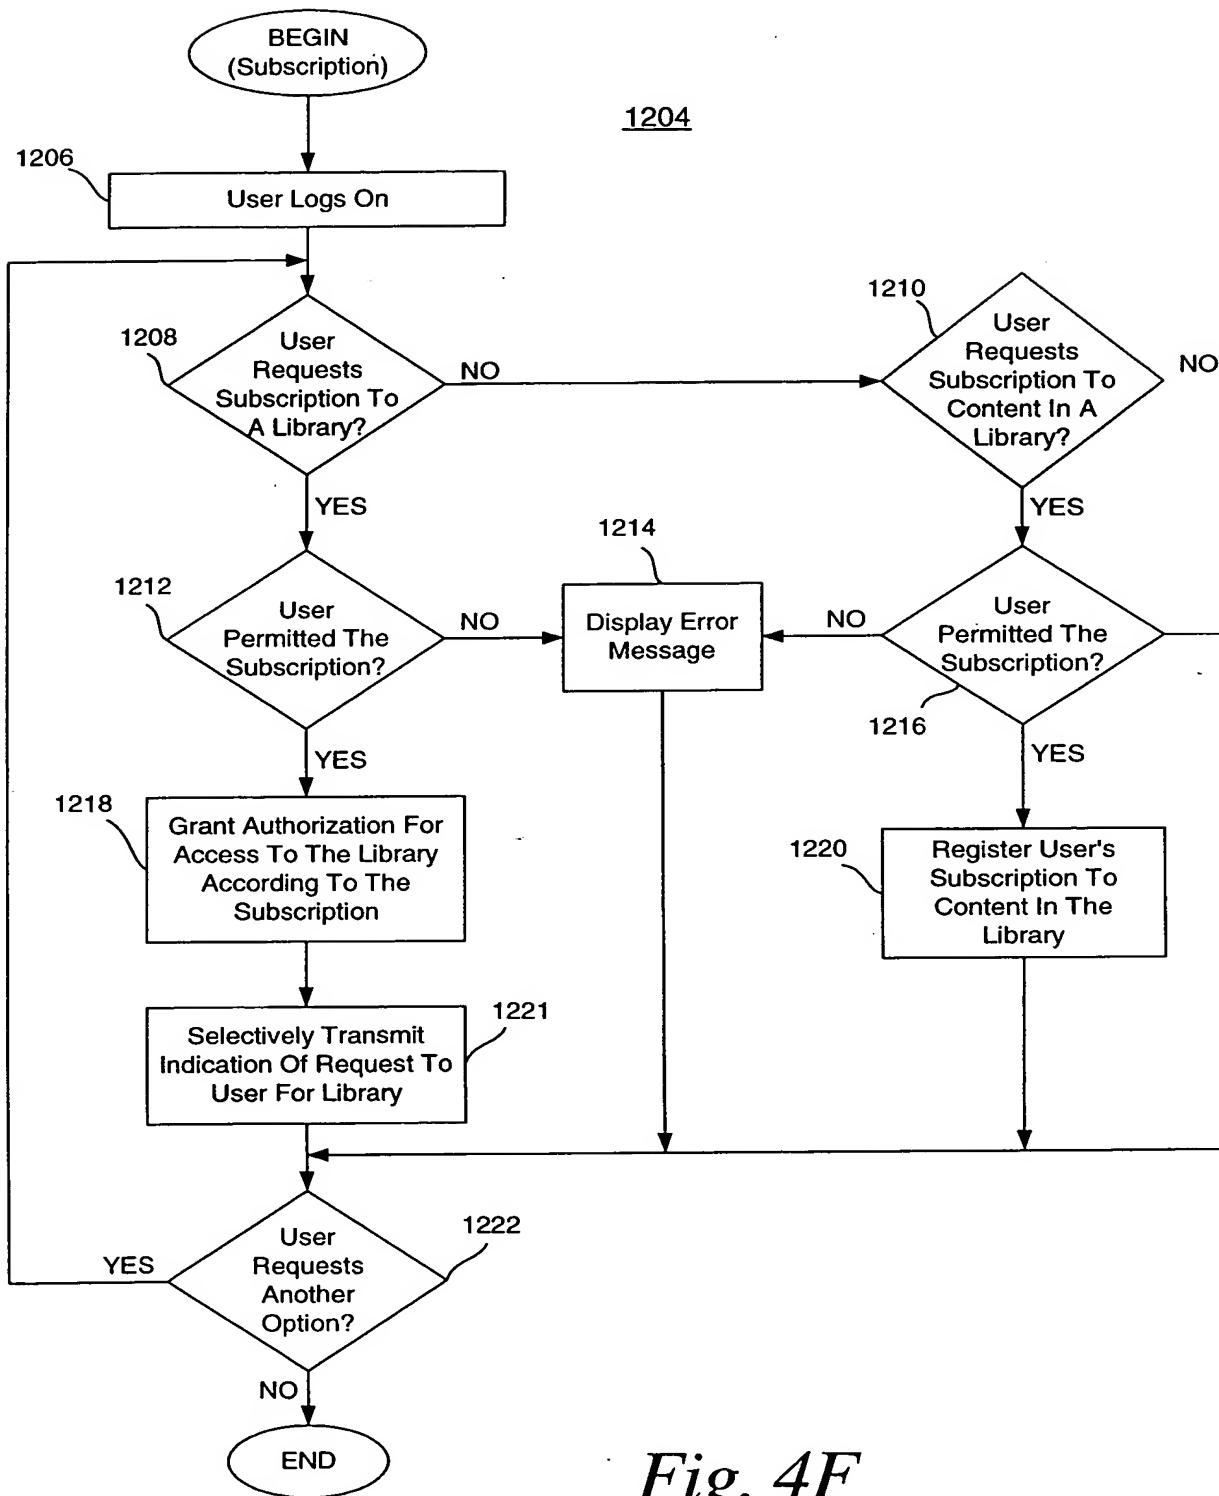 BEGIN
(Subscription)
1204
1206
User Logs On
1208
User
Requests
Subscription To
A Library?
NO
1210
User
Requests
Subscription To
Content In A
Library?
NO
YES
YES
1212
User
Permitted The
Subscription?
NO
1214
Display Error
Message
NO
User
Permitted The
Subscription?
1216
YES
YES
1218
Grant Authorization For
Access To The Library
According To The
Subscription
1220
Register User's
Subscription To
Content In The
Library
1221
Selectively Transmit
Indication Of Request To
User For Library
1222
User
Requests
Another
Option?
YES
NO
END
Fig. 4F